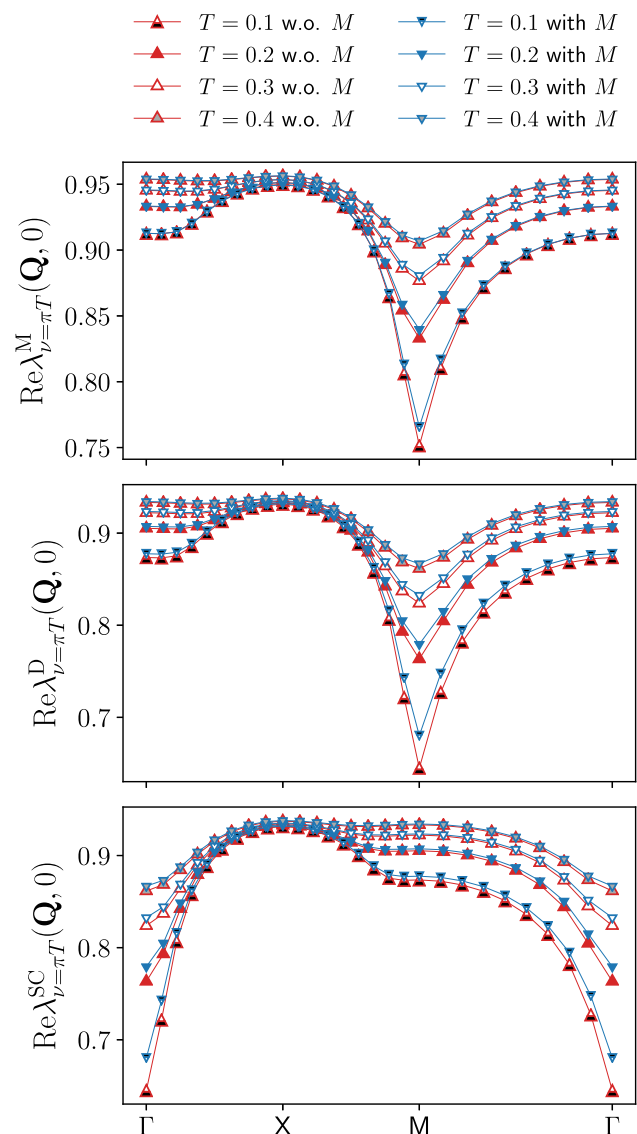 T = 0.1 w.o. M
T = 0.2 w.o. M
T = 0.3 w.o. M
T = 0.4 w.o. M
T = 0.1 with M
T = 0.2 with M
T = 0.3 with M
T = 0.4 with M
Reλ^M_{ν=πT}(Q, 0)
0.95
0.90
0.85
0.80
0.75
Reλ^D_{ν=πT}(Q, 0)
0.9
0.8
0.7
Reλ^SC_{ν=πT}(Q, 0)
0.9
0.8
0.7
Γ X M Γ